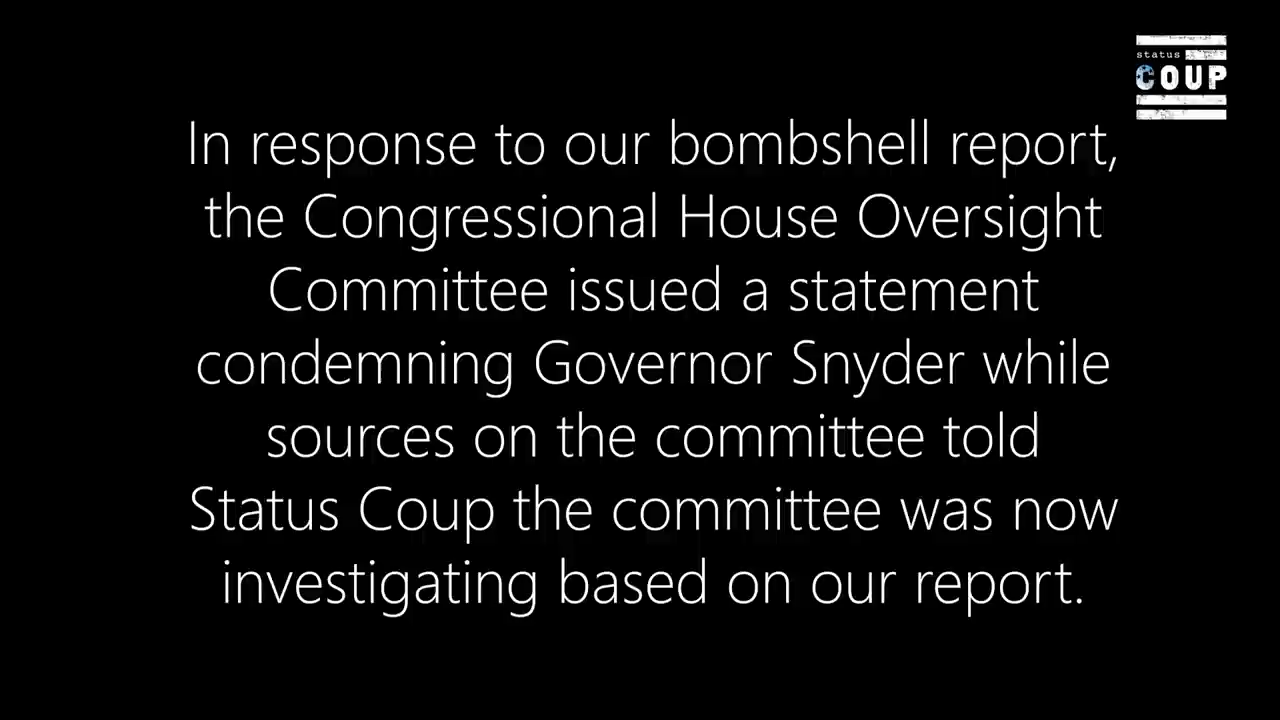 status
COUP
In response to our bombshell report,
the Congressional House Oversight
Committee issued a statement
condemning Governor Snyder while
sources on the committee told
Status Coup the committee was now
investigating based on our report.